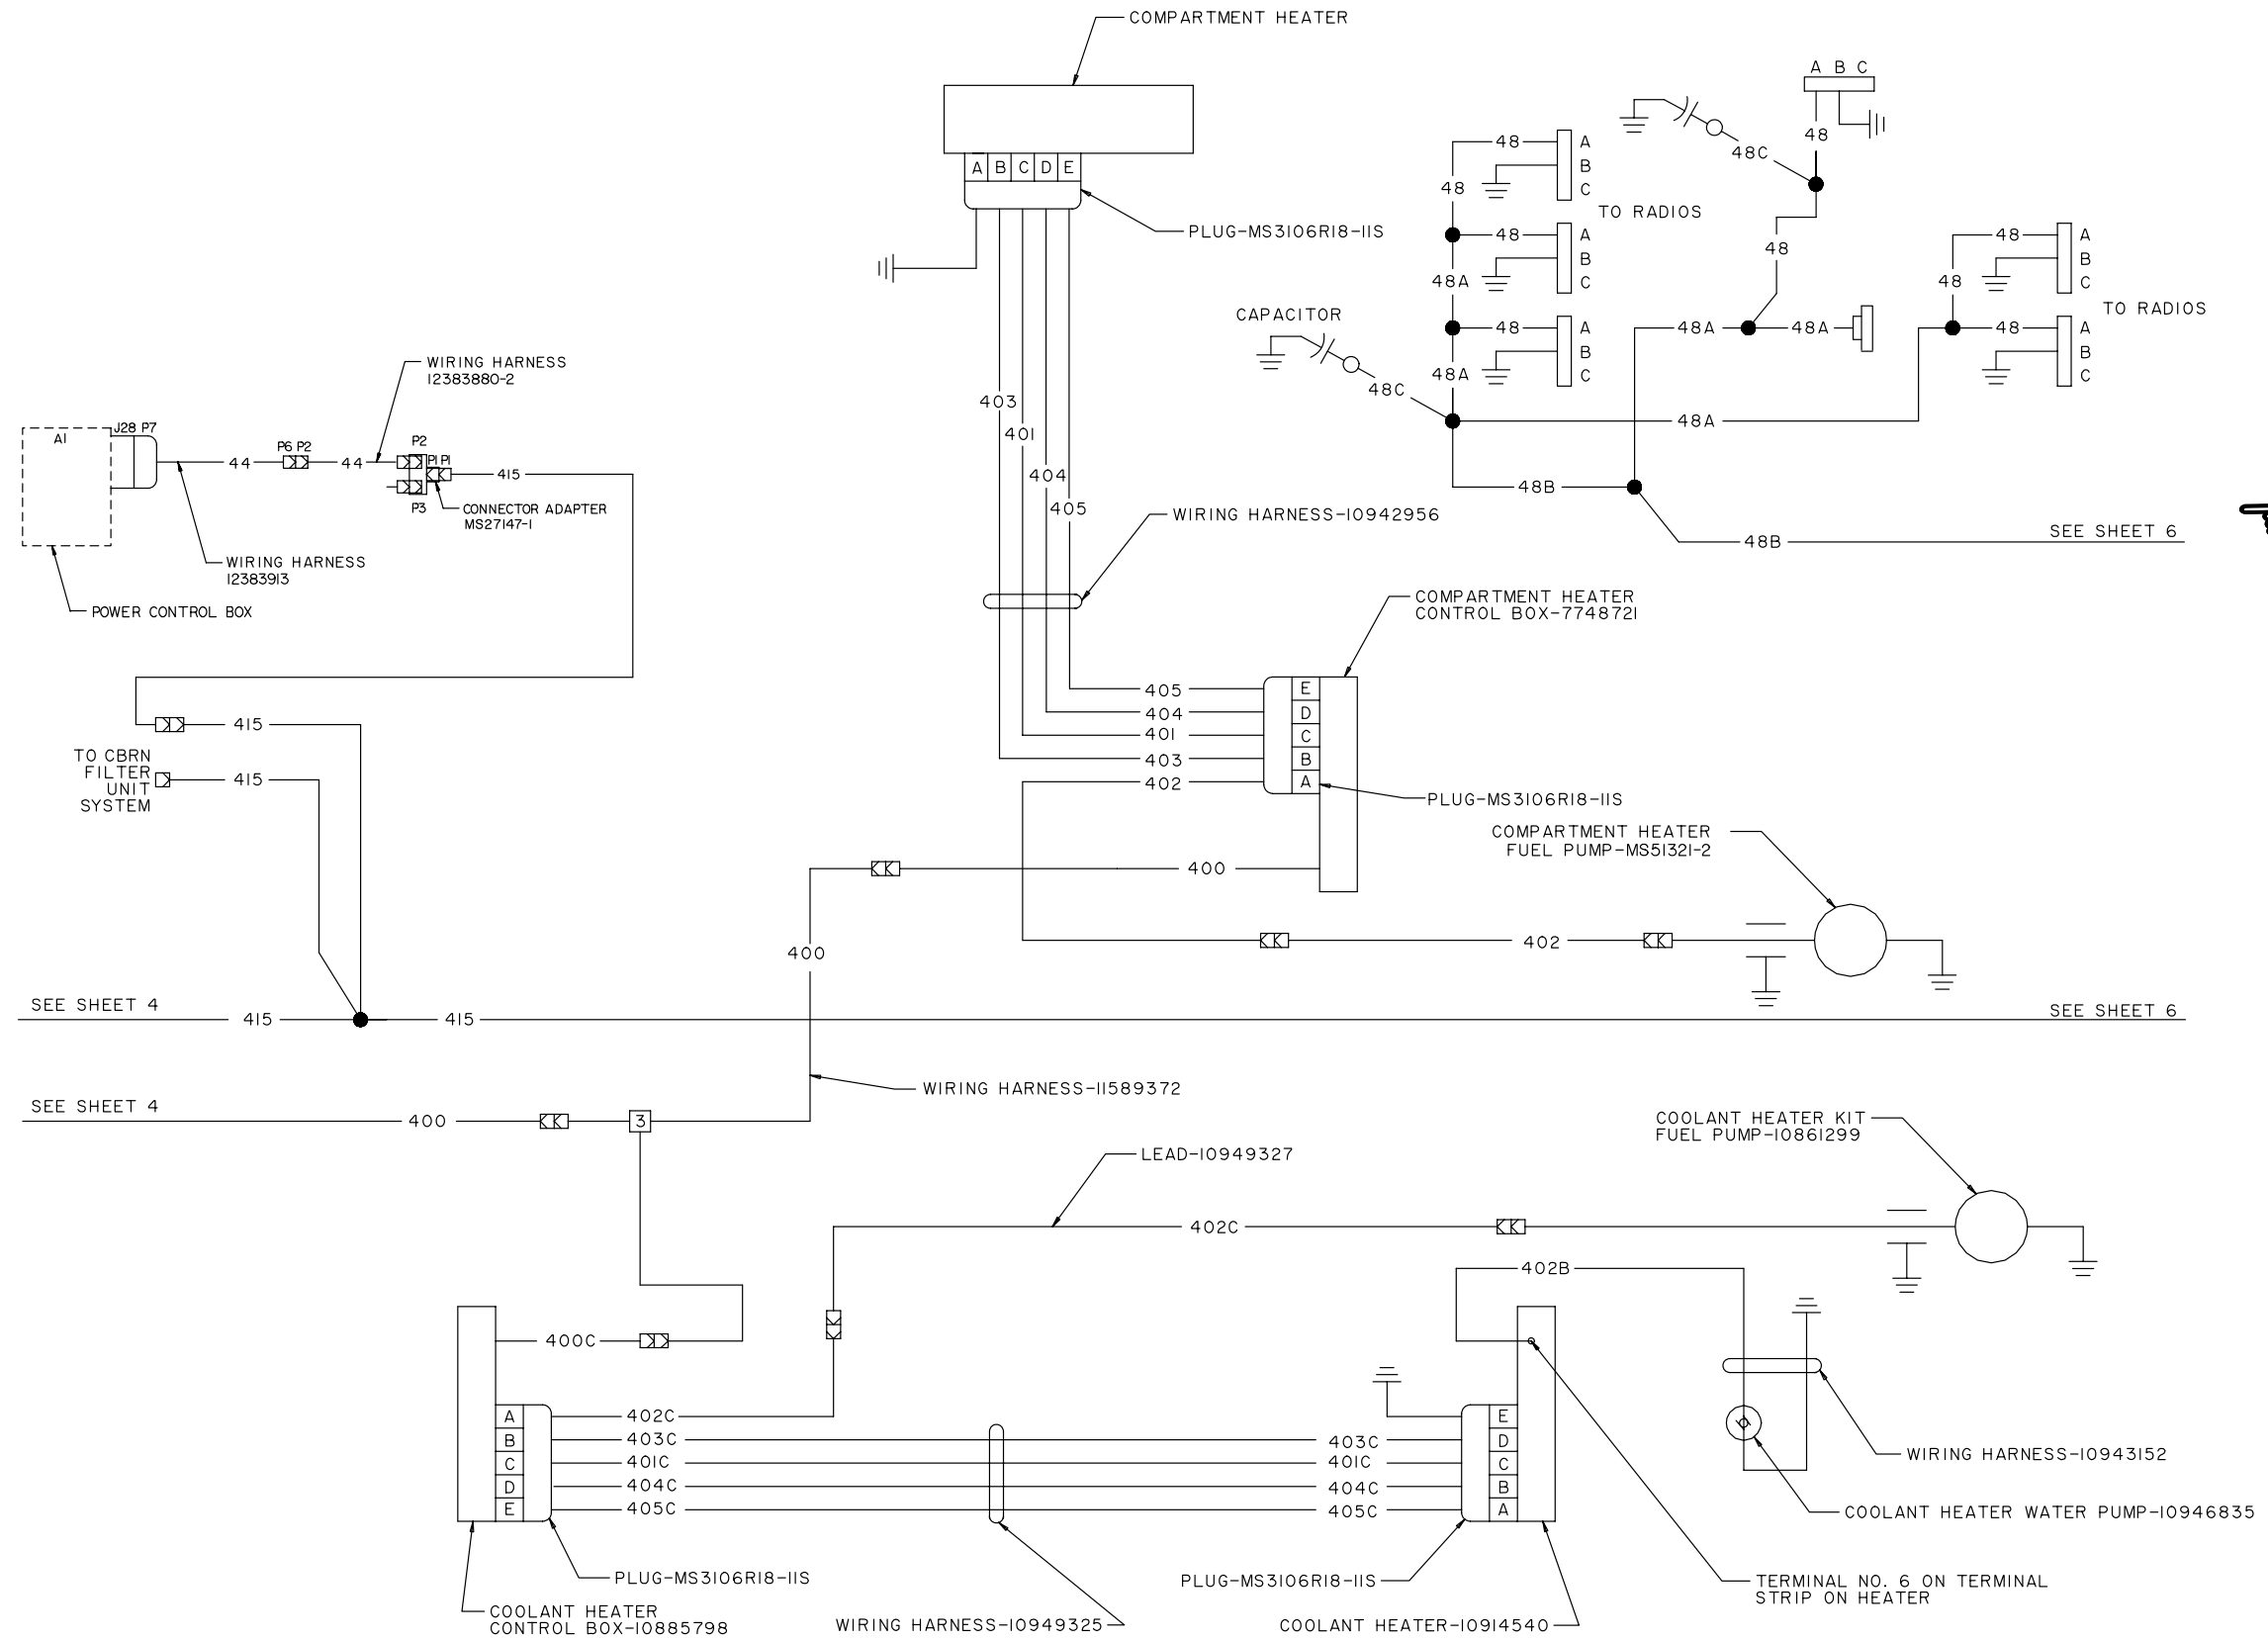 COMPARTMENT HEATER
A B C D E
PLUG-MS3106R18-11S
A B C
48
48C
48
48
A
B
C
48
TO RADIOS
48
A
B
C
48A
48
A
B
C
48A
CAPACITOR
48C
48A
48A
48
A
B
C
48
TO RADIOS
48
A
B
C
48A
48B
48B
SEE SHEET 6
WIRING HARNESS
12383880-2
A1
J28 P7
44
P6 P2
44
P2
P1 P1
415
P3
CONNECTOR ADAPTER
MS27147-1
WIRING HARNESS
12383913
POWER CONTROL BOX
403
401
404
405
WIRING HARNESS-10942956
COMPARTMENT HEATER
CONTROL BOX-7748721
405
E
404
D
401
C
403
B
402
A
PLUG-MS3106R18-11S
415
TO CBRN
FILTER
UNIT
SYSTEM
415
COMPARTMENT HEATER
FUEL PUMP-MS51321-2
400
400
402
SEE SHEET 4
415
415
SEE SHEET 6
WIRING HARNESS-11589372
SEE SHEET 4
400
3
COOLANT HEATER KIT
FUEL PUMP-10861299
LEAD-10949327
402C
402B
400C
A
402C
E
B
403C
403C
D
C
401C
401C
C
D
404C
404C
B
E
405C
405C
A
WIRING HARNESS-10943152
COOLANT HEATER WATER PUMP-10946835
PLUG-MS3106R18-11S
PLUG-MS3106R18-11S
TERMINAL NO. 6 ON TERMINAL
STRIP ON HEATER
COOLANT HEATER
CONTROL BOX-10885798
WIRING HARNESS-10949325
COOLANT HEATER-10914540